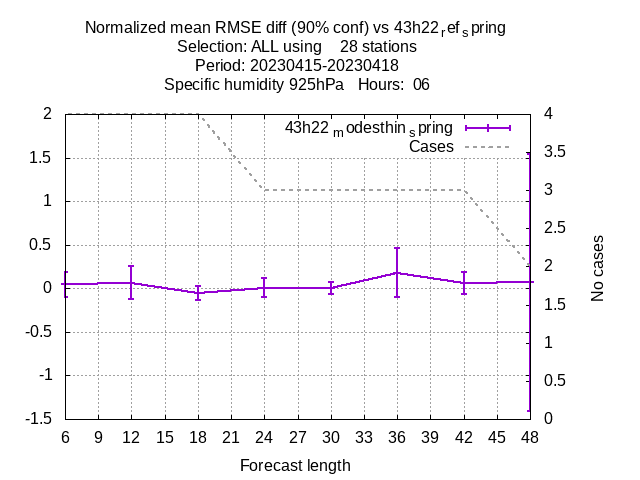 Normalized mean RMSE diff (90% conf) vs 43h22refspring
Selection: ALL using 28 stations
Period: 20230415-20230418
Specific humidity 925hPa Hours: 06
43h22 modesthinspring
Cases
2
1.5
1
0.5
0
-0.5
-1
-1.5
4
3.5
3
2.5
2
1.5
1
0.5
0
No cases
6 9 12 15 18 21 24 27 30 33 36 39 42 45 48
Forecast length